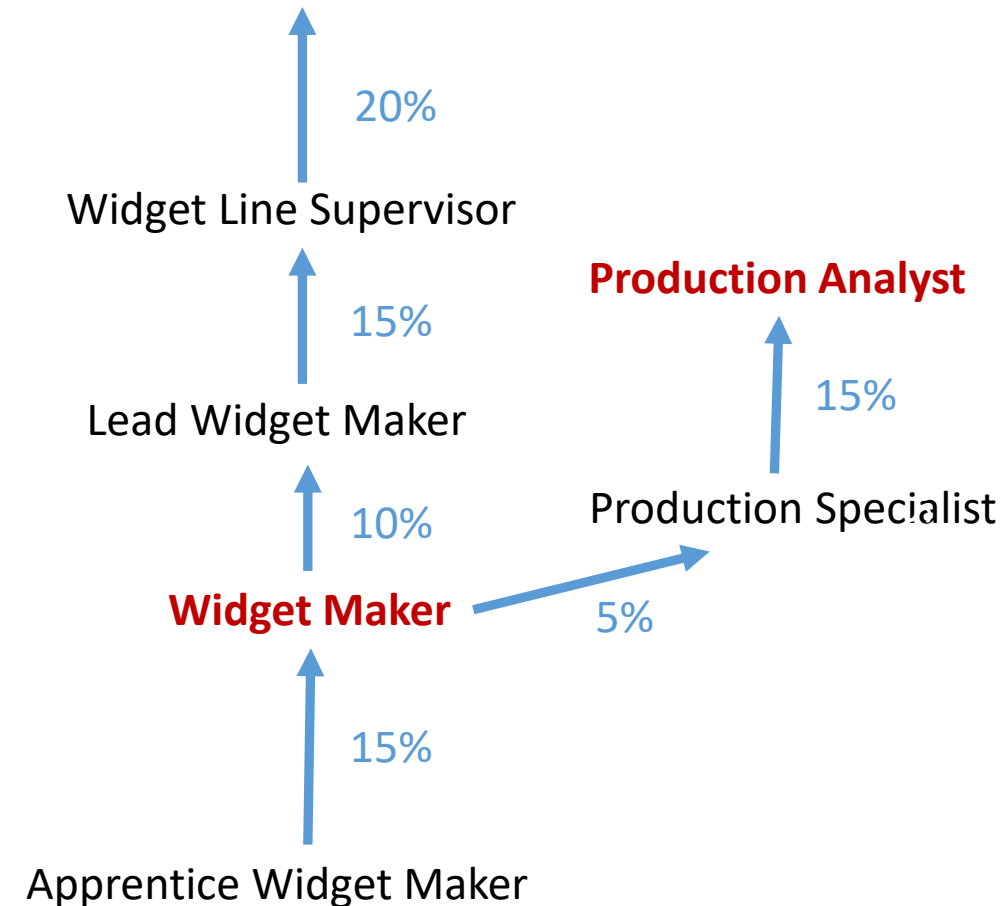 20%
Widget Line Supervisor
Production Analyst
15%
15%
Lead Widget Maker
Production Specialist
10%
Widget Maker
5%
15%
Apprentice Widget Maker